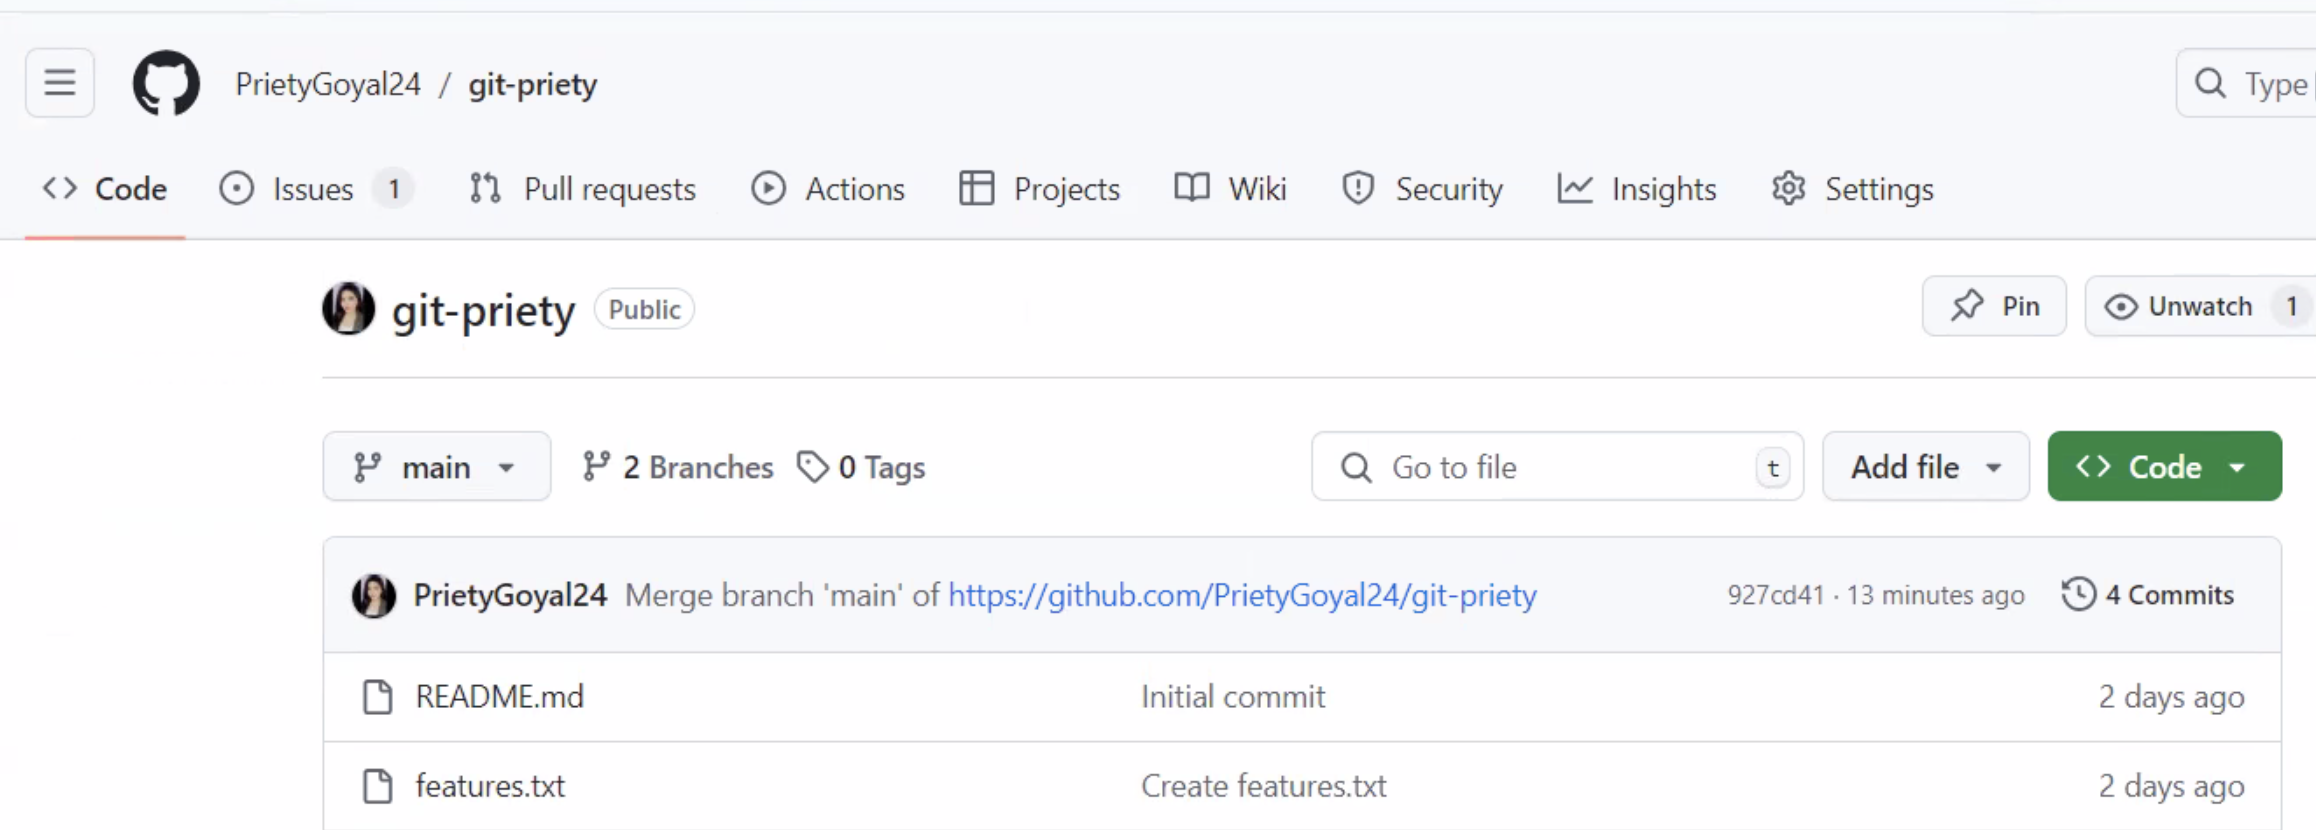 PrietyGoyal24 / git-priety
Type
Code Issues 1 Pull requests Actions Projects Wiki Security Insights Settings
git-priety Public Pin Unwatch 1
main 2 Branches 0 Tags Go to file t Add file Code
PrietyGoyal24 Merge branch 'main' of https://github.com/PrietyGoyal24/git-priety 927cd41 · 13 minutes ago 4 Commits
README.md Initial commit 2 days ago
features.txt Create features.txt 2 days ago